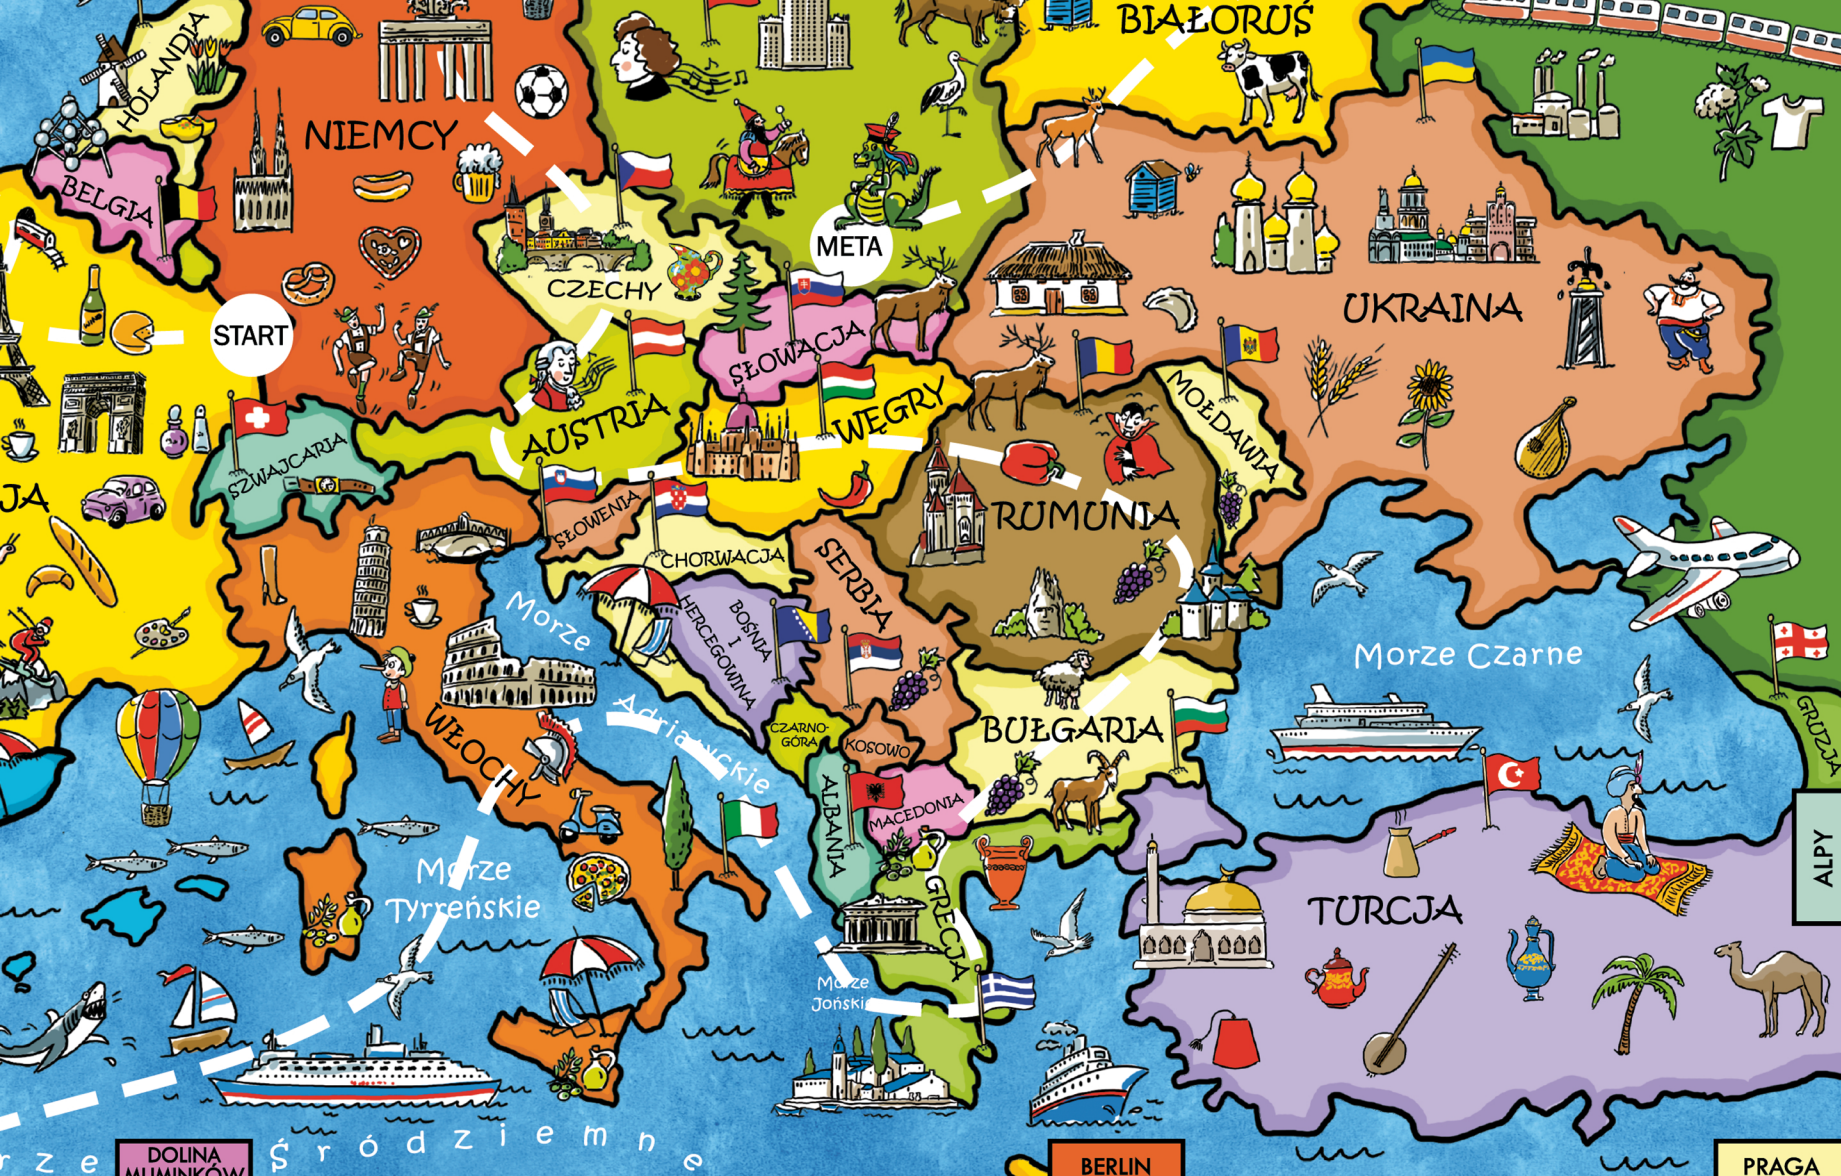 BIAŁORUŚ
HOLANDIA
NIEMCY
BELGIA
META
START
CZECHY
UKRAINA
SŁOWACJA
AUSTRIA
WĘGRY
MOŁDAWIA
SZWAJCARIA
JA
SŁOWENIA
RUMUNIA
CHORWACJA
SERBIA
Morze
Adriatyckie
BOŚNIA
I
HERCEGOWINA
Morze Czarne
WŁOCHY
CZARNO-
GÓRA
KOSOWO
BUŁGARIA
GRUZJA
ALBANIA
MACEDONIA
Morze
Tyrreńskie
GRECJA
TURCJA
ALPY
Morze
Jońskie
rze Śródziemne
DOLINA
MUMINKÓW
BERLIN
PRAGA